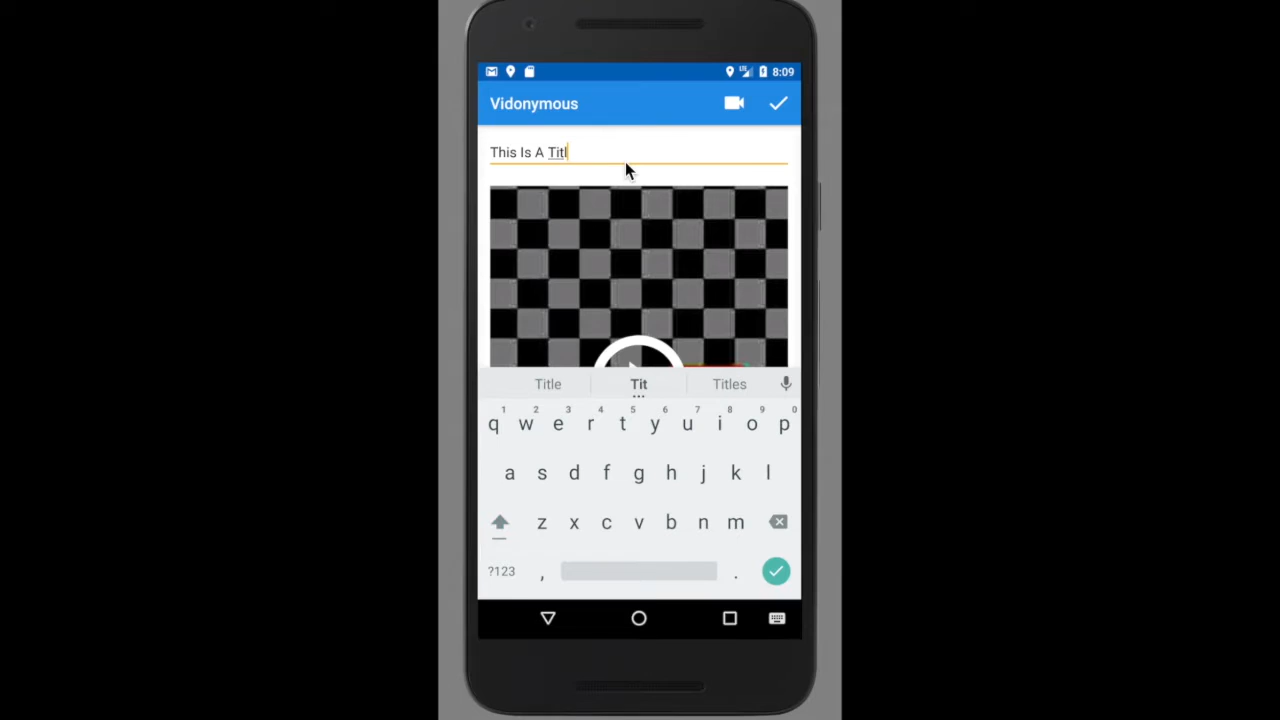 LTE 8:09
Vidonymous
This Is A Titl
Title Tit Titles
1 2 3 4 5 6 7 8 9 0
q w e r t y u i o p
a s d f g h j k l
z x c v b n m
?123 , .